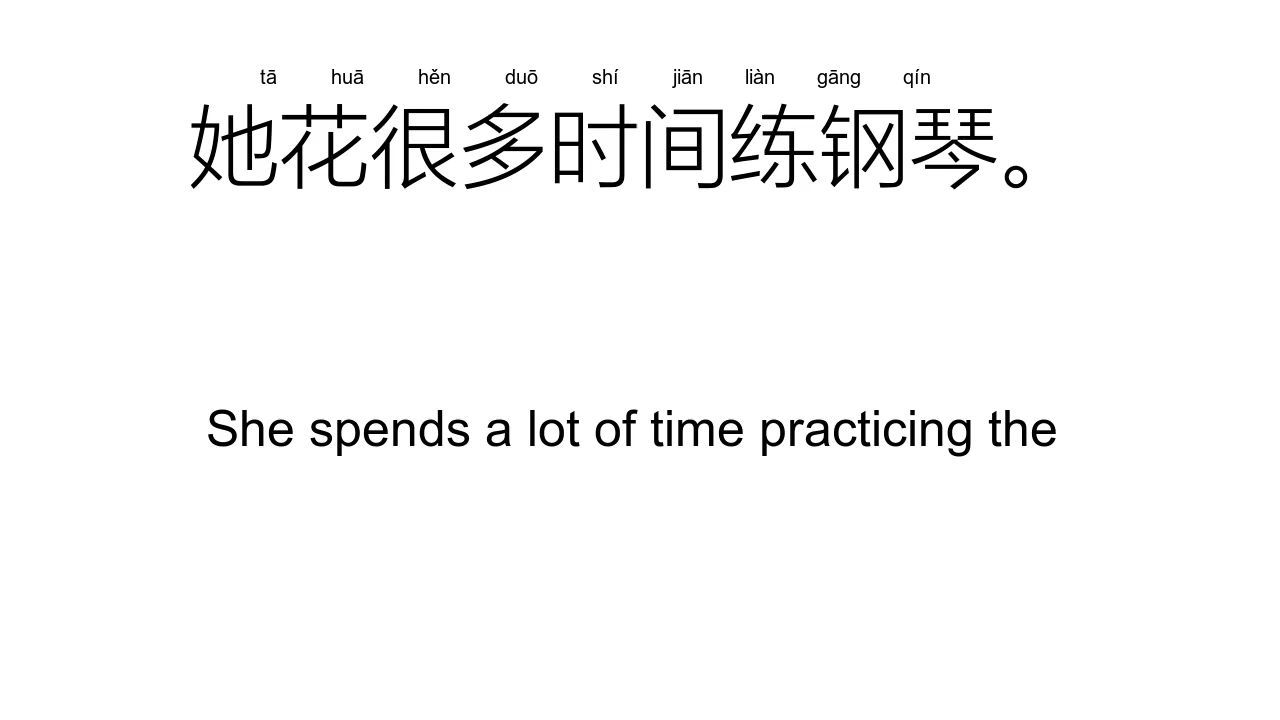 tā huā hěn duō shí jiān liàn gāng qín
她花很多时间练钢琴。
She spends a lot of time practicing the